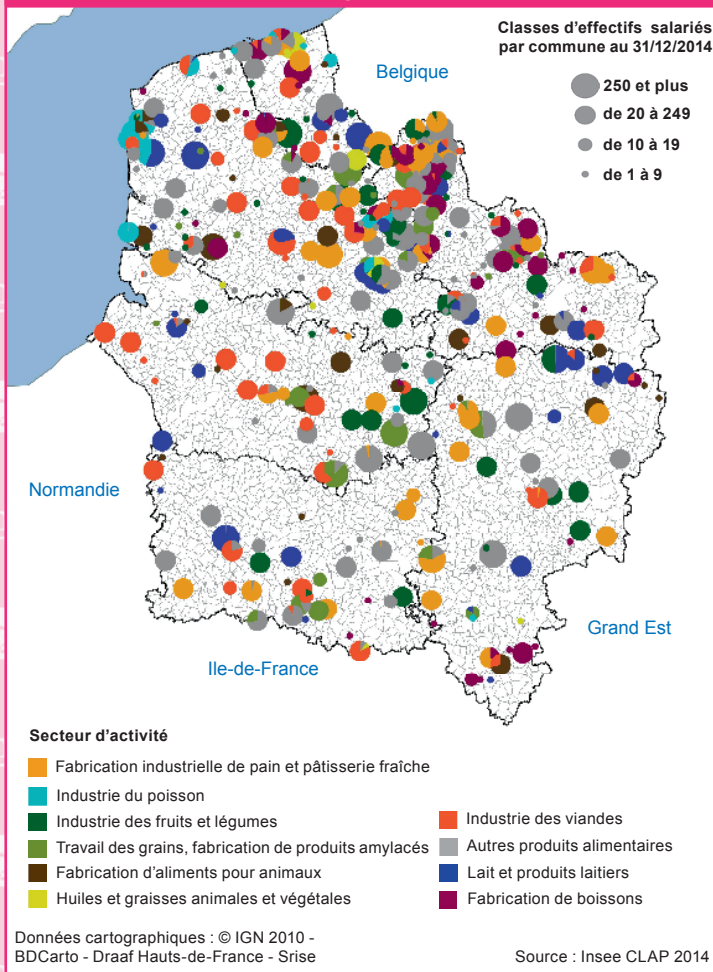 Classes d'effectifs salariés
par commune au 31/12/2014
250 et plus
de 20 à 249
de 10 à 19
de 1 à 9
Belgique
Normandie
Grand Est
Ile-de-France
Secteur d'activité
Fabrication industrielle de pain et pâtisserie fraîche
Industrie du poisson
Industrie des fruits et légumes
Travail des grains, fabrication de produits amylacés
Fabrication d'aliments pour animaux
Huiles et graisses animales et végétales
Industrie des viandes
Autres produits alimentaires
Lait et produits laitiers
Fabrication de boissons
Données cartographiques : © IGN 2010 -
BDCarto - Draaf Hauts-de-France - Srise
Source : Insee CLAP 2014